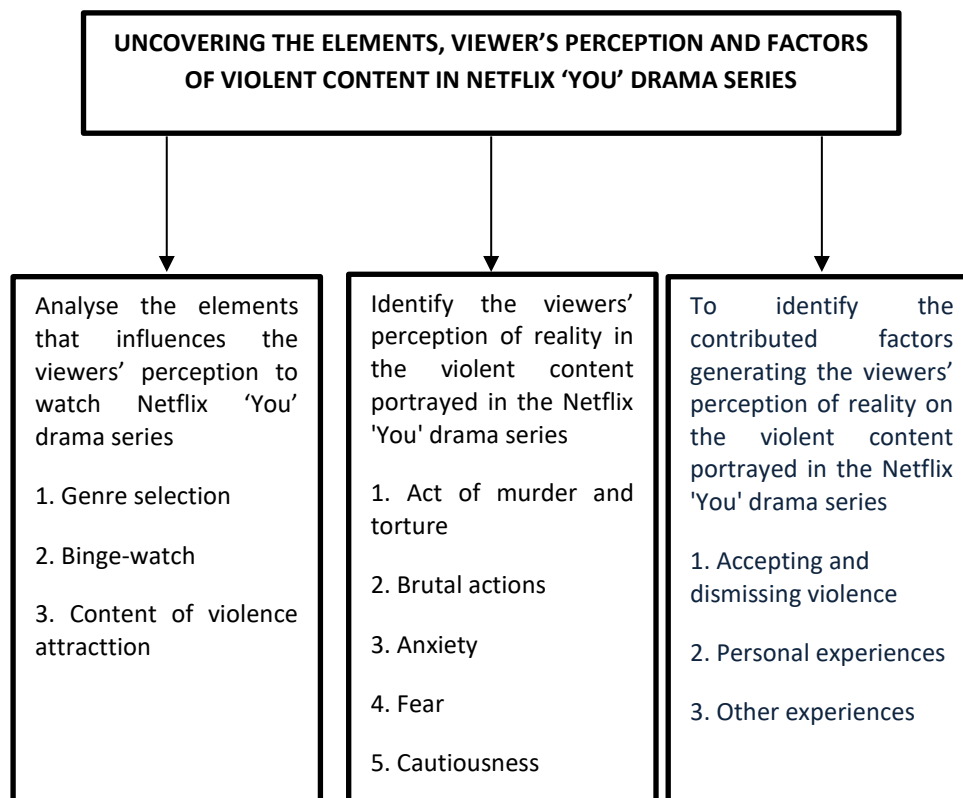 UNCOVERING THE ELEMENTS, VIEWER'S PERCEPTION AND FACTORS
OF VIOLENT CONTENT IN NETFLIX ‘YOU’ DRAMA SERIES
Analyse the elements
that influences the
viewers’ perception to
watch Netflix ‘You’
drama series
1. Genre selection
2. Binge-watch
3. Content of violence
attracttion
Identify the viewers’
perception of reality in
the violent content
portrayed in the Netflix
'You' drama series
1. Act of murder and
torture
2. Brutal actions
3. Anxiety
4. Fear
5. Cautiousness
To identify the
contributed factors
generating the viewers’
perception of reality on
the violent content
portrayed in the Netflix
'You' drama series
1. Accepting and
dismissing violence
2. Personal experiences
3. Other experiences